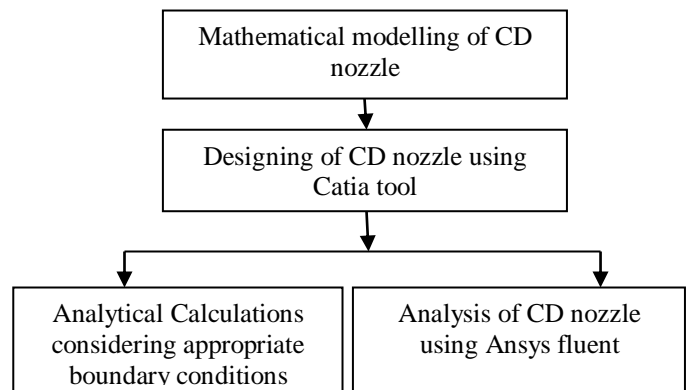 Mathematical modelling of CD
nozzle
Designing of CD nozzle using
Catia tool
Analytical Calculations
considering appropriate
boundary conditions
Analysis of CD nozzle
using Ansys fluent